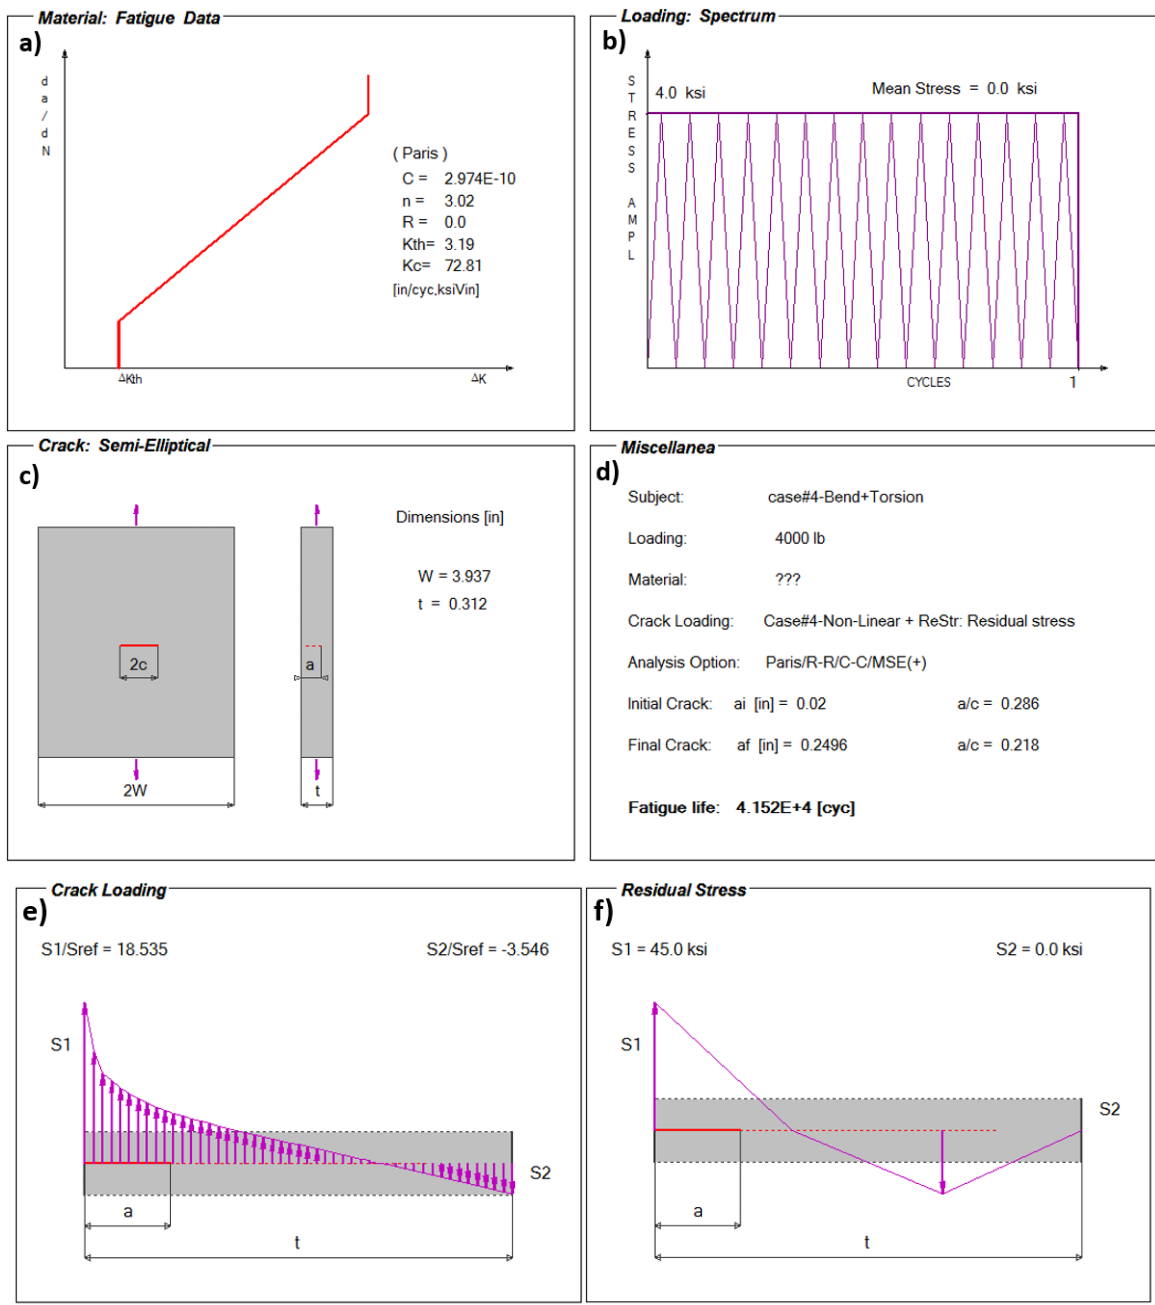 Material: Fatigue Data
a)
da/dN
( Paris )
C = 2.974E-10
n = 3.02
R = 0.0
Kth= 3.19
Kc= 72.81
[in/cyc,ksiVin]
ΔKth
ΔK
Loading: Spectrum
b)
STRESS AMPL
4.0 ksi
Mean Stress = 0.0 ksi
CYCLES
1
Crack: Semi-Elliptical
c)
Dimensions [in]
W = 3.937
t = 0.312
2c
a
2W
t
Miscellanea
d)
Subject: case#4-Bend+Torsion
Loading: 4000 lb
Material: ???
Crack Loading: Case#4-Non-Linear + ReStr: Residual stress
Analysis Option: Paris/R-R/C-C/MSE(+)
Initial Crack: ai [in] = 0.02 a/c = 0.286
Final Crack: af [in] = 0.2496 a/c = 0.218
Fatigue life: 4.152E+4 [cyc]
Crack Loading
e)
S1/Sref = 18.535 S2/Sref = -3.546
S1
S2
a
t
Residual Stress
f)
S1 = 45.0 ksi S2 = 0.0 ksi
S1
S2
a
t